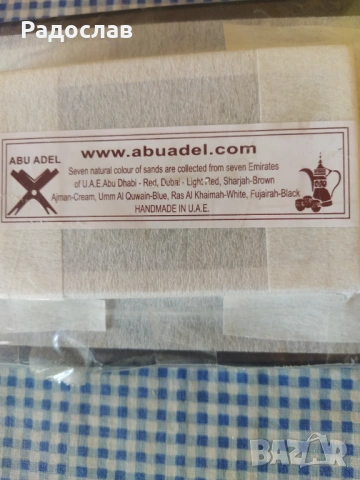 Радослав
www.abuadel.com
ABU ADEL
Seven natural colour of sands are collected from seven Emirates
of U.A.E.Abu Dhabi - Red, Dubai - Light-Red, Sharjah-Brown
Ajman-Cream, Umm Al Quwain-Blue, Ras Al Khaimah-White, Fujairah-Black
HANDMADE IN U.A.E.
BAZAR